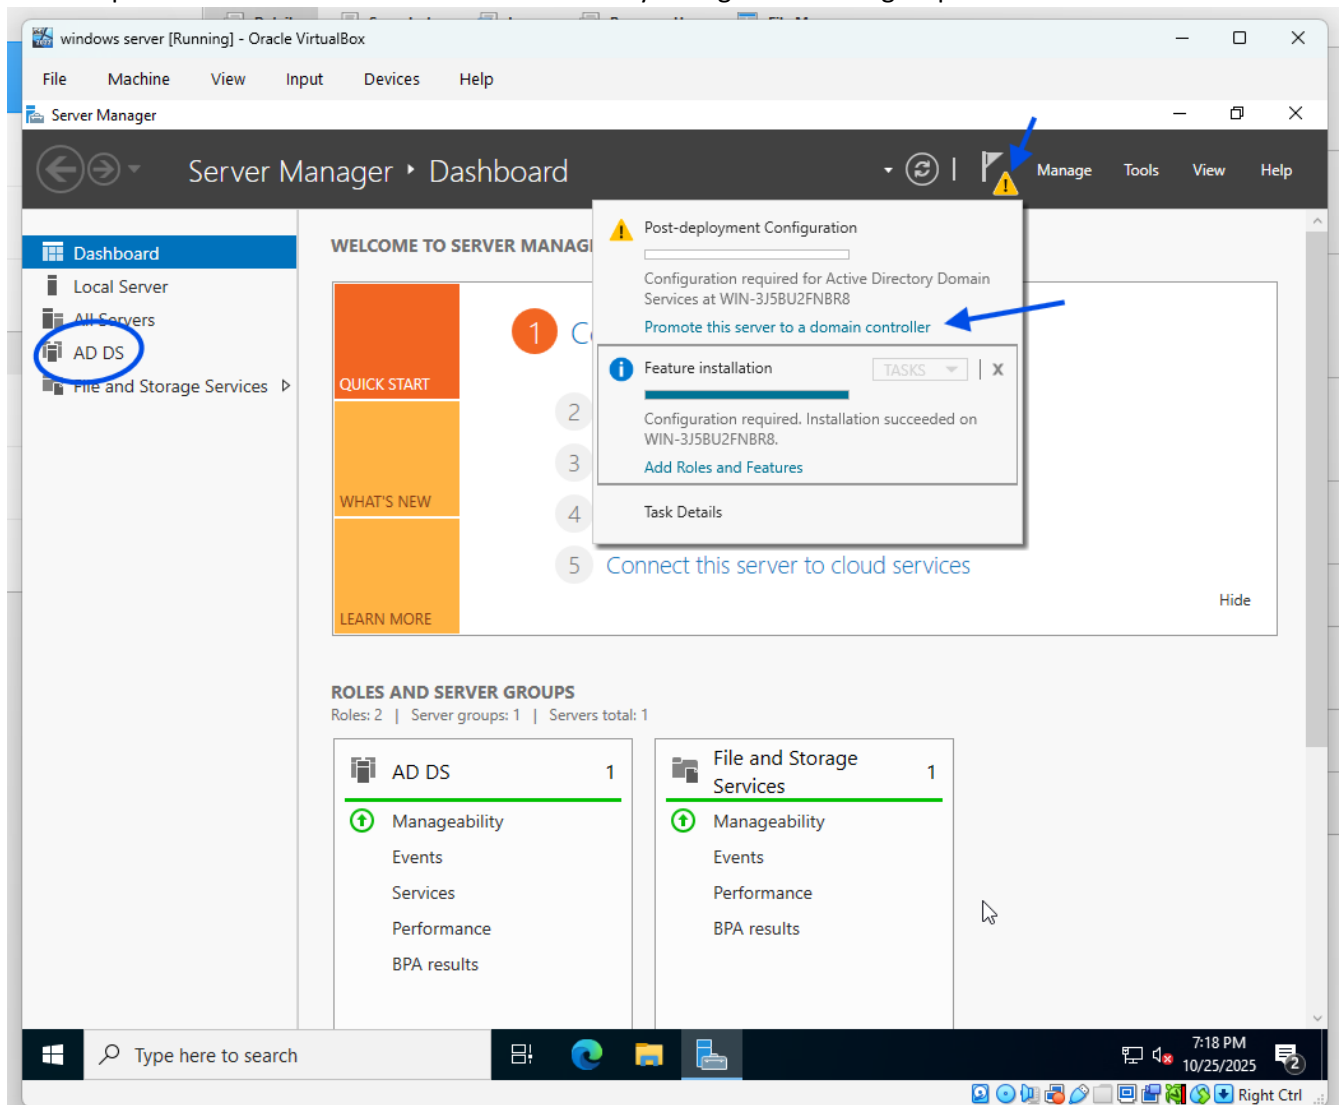 windows server [Running] - Oracle VirtualBox
File Machine View Input Devices Help
Server Manager
Server Manager Dashboard
Manage Tools View Help
Dashboard
Local Server
All Servers
AD DS
File and Storage Services
WELCOME TO SERVER MANAG
QUICK START
WHAT'S NEW
LEARN MORE
1
2
3
4
5 Connect this server to cloud services
Hide
Post-deployment Configuration
Configuration required for Active Directory Domain
Services at WIN-3J5BU2FNBR8
Promote this server to a domain controller
Feature installation TASKS X
Configuration required. Installation succeeded on
WIN-3J5BU2FNBR8.
Add Roles and Features
Task Details
ROLES AND SERVER GROUPS
Roles: 2 | Server groups: 1 | Servers total: 1
AD DS 1
Manageability
Events
Services
Performance
BPA results
File and Storage
Services 1
Manageability
Events
Performance
BPA results
Type here to search
7:18 PM
10/25/2025
2
Right Ctrl